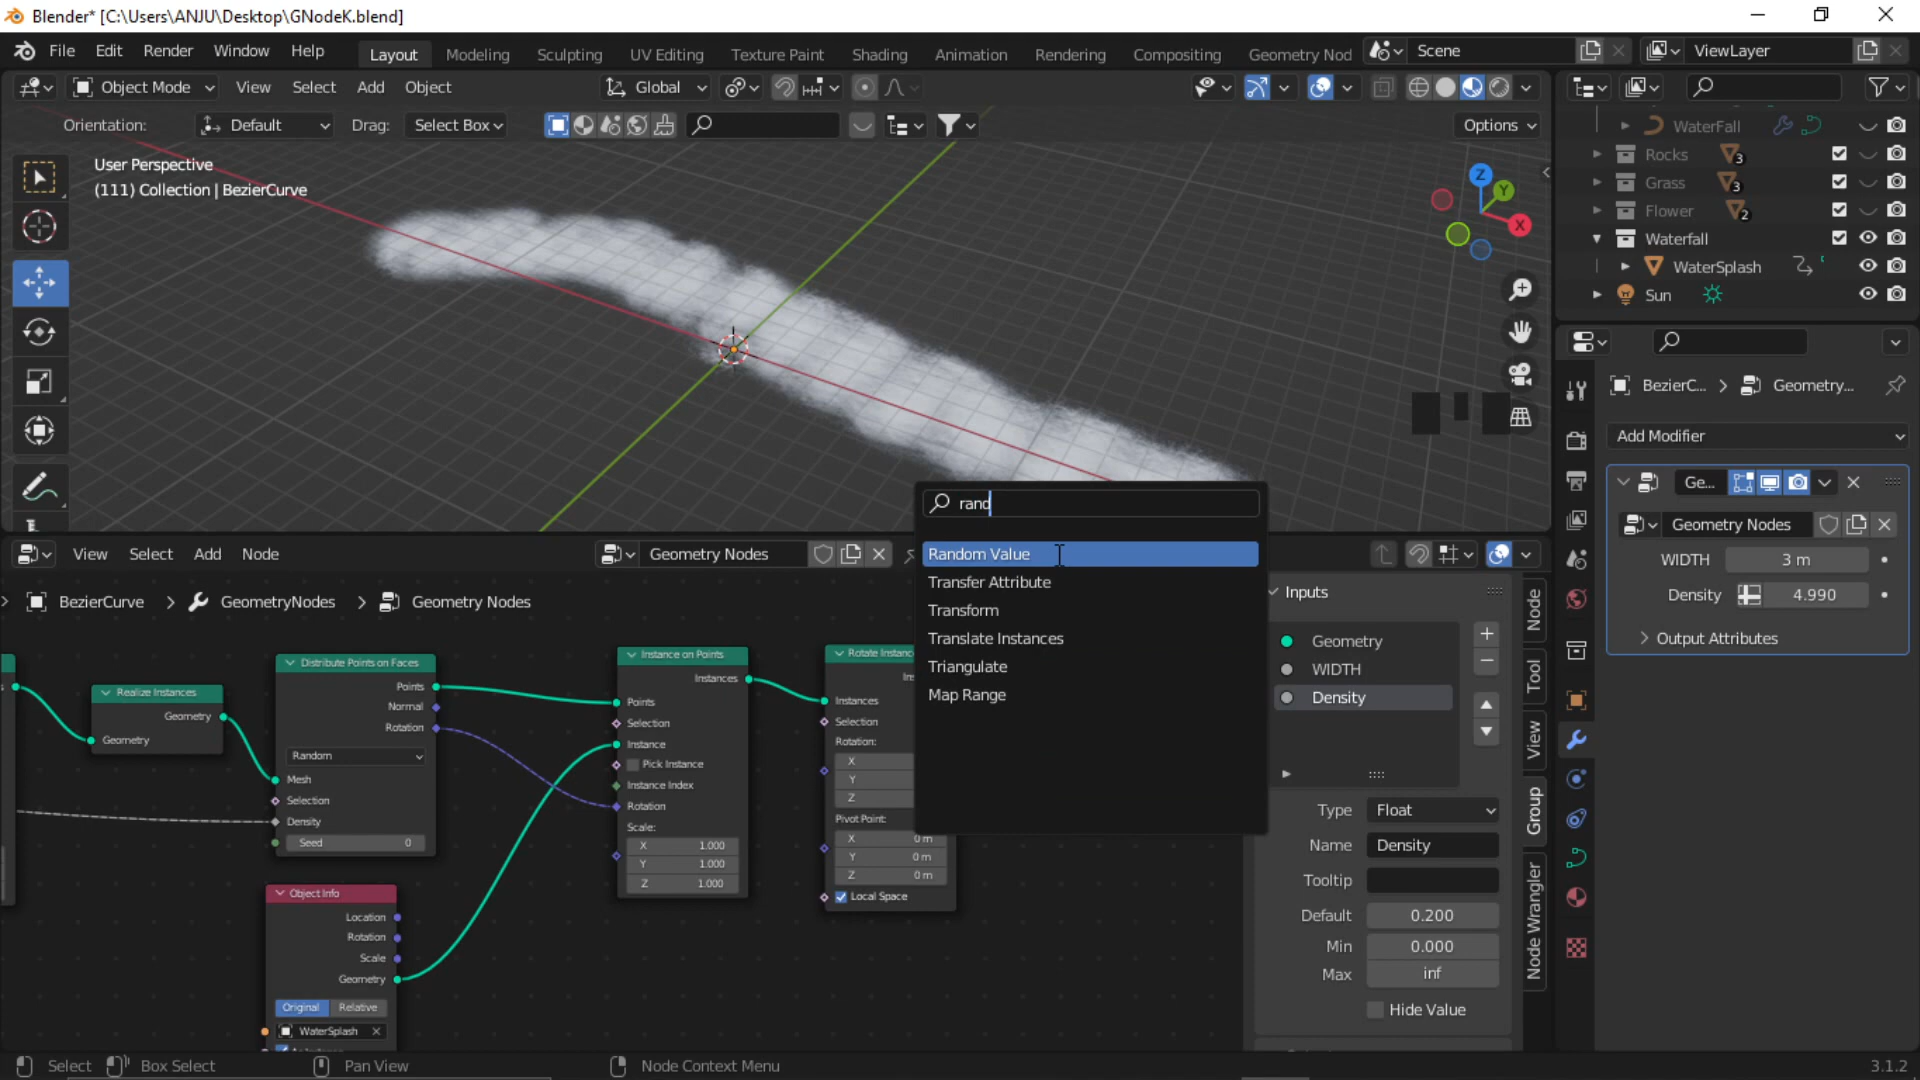 Blender* [C:\Users\ANJU\Desktop\GNodeK.blend]
File Edit Render Window Help
Layout Modeling Sculpting UV Editing Texture Paint Shading Animation Rendering Compositing Geometry Nod
Scene ViewLayer
Object Mode View Select Add Object Global
Orientation: Default Drag: Select Box Options
User Perspective
(111) Collection | BezierCurve
Z
Y
X
WaterFall
Rocks 3
Grass 3
Flower 2
Waterfall
WaterSplash
Sun
BezierC... Geometry...
Add Modifier
Ge...
Geometry Nodes
WIDTH 3 m
Density 4.990
Output Attributes
rand
Random Value
Transfer Attribute
Transform
Translate Instances
Triangulate
Map Range
View Select Add Node Geometry Nodes
BezierCurve GeometryNodes Geometry Nodes
Realize Instances
Geometry
Geometry
Distribute Points on Faces
Points
Normal
Rotation
Random
Mesh
Selection
Density
Seed 0
Object Info
Location
Rotation
Scale
Geometry
Original Relative
WaterSplash
Instance on Points
Instances
Points
Selection
Instance
Pick Instance
Instance Index
Rotation
Scale:
X 1.000
Y 1.000
Z 1.000
Rotate Instanc
Ins
Instances
Selection
Rotation:
X
Y
Z
Pivot Point:
X 0 m
Y 0 m
Z 0 m
Local Space
Inputs
Geometry
WIDTH
Density
Type Float
Name Density
Tooltip
Default 0.200
Min 0.000
Max inf
Hide Value
Node
Tool
View
Group
Node Wrangler
Select Box Select Pan View Node Context Menu 3.1.2